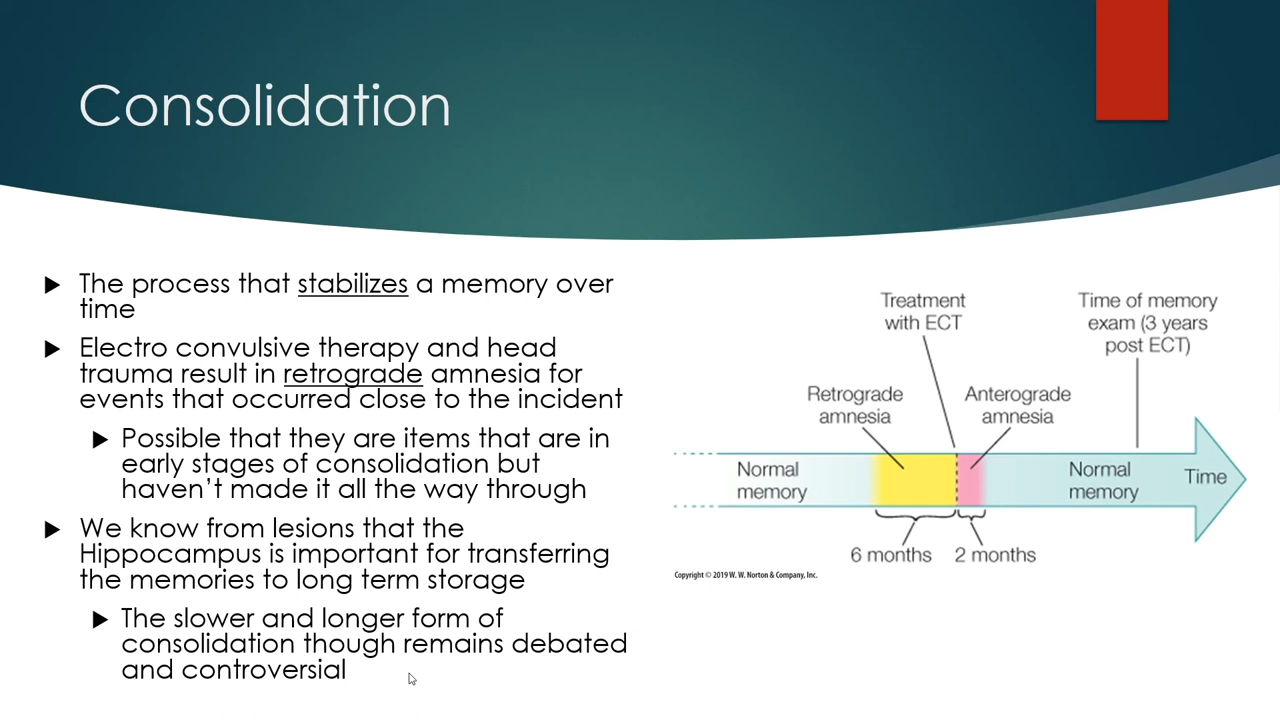 Consolidation
The process that stabilizes a memory over
time
Electro convulsive therapy and head
trauma result in retrograde amnesia for
events that occurred close to the incident
Possible that they are items that are in
early stages of consolidation but
haven't made it all the way through
We know from lesions that the
Hippocampus is important for transferring
the memories to long term storage
The slower and longer form of
consolidation though remains debated
and controversial
Treatment
with ECT
Time of memory
exam (3 years
post ECT)
Retrograde
amnesia
Anterograde
amnesia
Normal
memory
Normal
memory
Time
6 months
2 months
Copyright © 2019 W. W. Norton & Company, Inc.